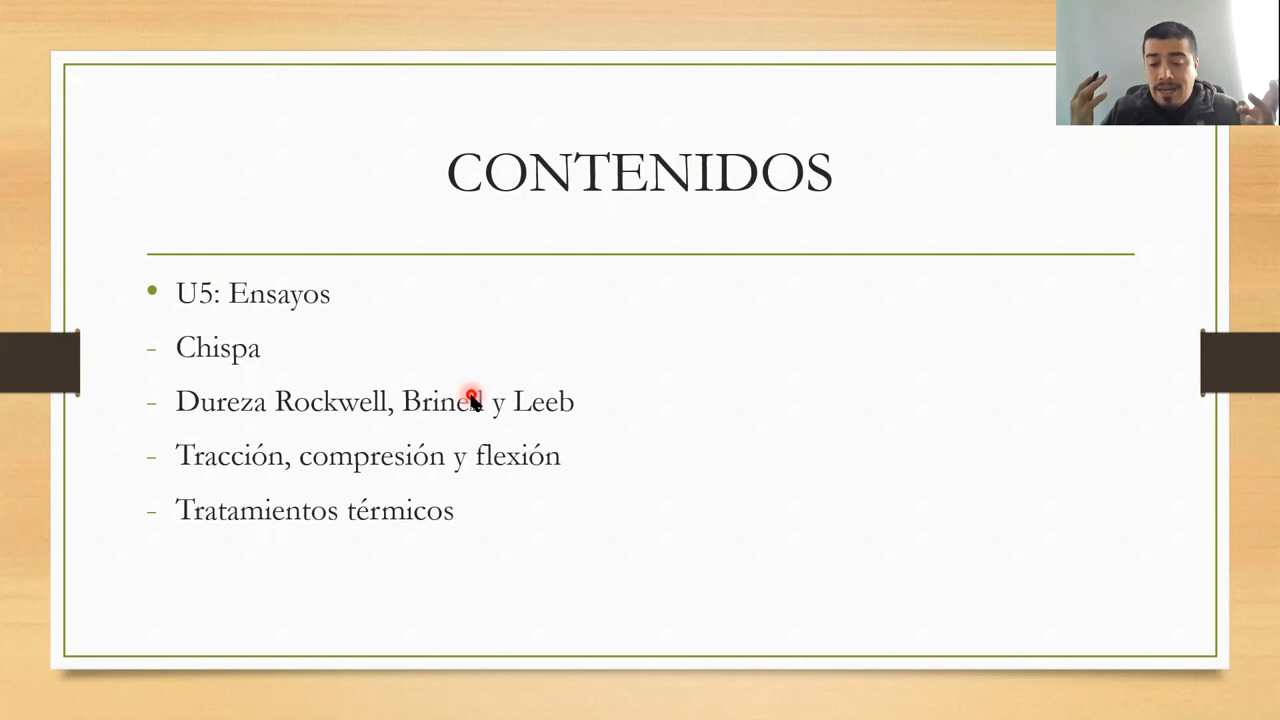 CONTENIDOS
• U5: Ensayos
- Chispa
- Dureza Rockwell, Brinell y Leeb
- Tracción, compresión y flexión
- Tratamientos térmicos